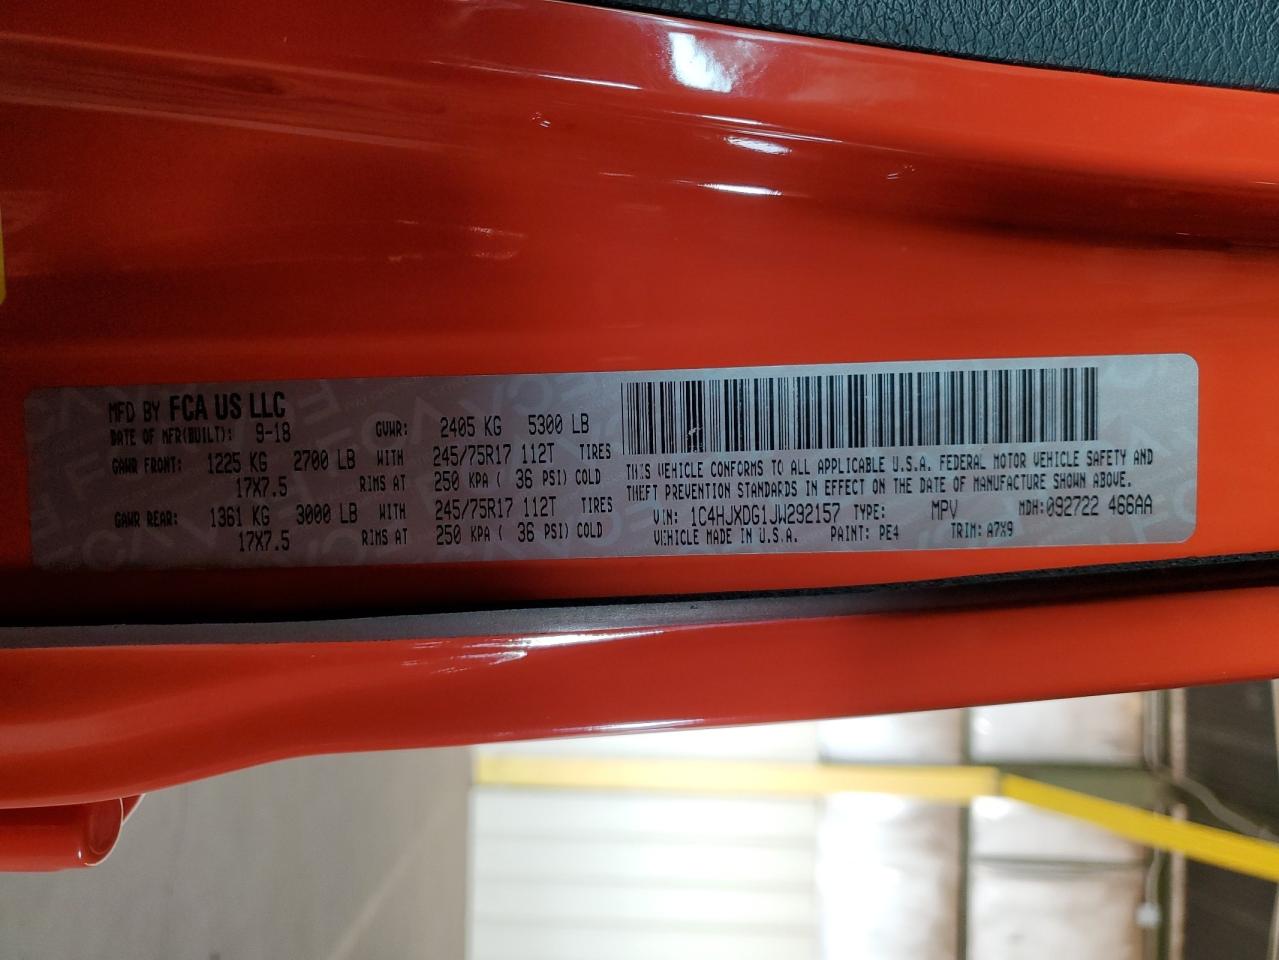 MFD BY FCA US LLC
DATE OF MFR(BUILT): 9-18 GVWR: 2405 KG 5300 LB
GAWR FRONT: 1225 KG 2700 LB WITH 245/75R17 112T TIRES
17X7.5 RIMS AT 250 KPA ( 36 PSI) COLD
GAWR REAR: 1361 KG 3000 LB WITH 245/75R17 112T TIRES
17X7.5 RIMS AT 250 KPA ( 36 PSI) COLD
THIS VEHICLE CONFORMS TO ALL APPLICABLE U.S.A. FEDERAL MOTOR VEHICLE SAFETY AND
THEFT PREVENTION STANDARDS IN EFFECT ON THE DATE OF MANUFACTURE SHOWN ABOVE.
VIN: 1C4HJXDG1JW292157 TYPE: MPV MDH: 092722 466AA
VEHICLE MADE IN U.S.A. PAINT: PE4 TRIM: A7X9